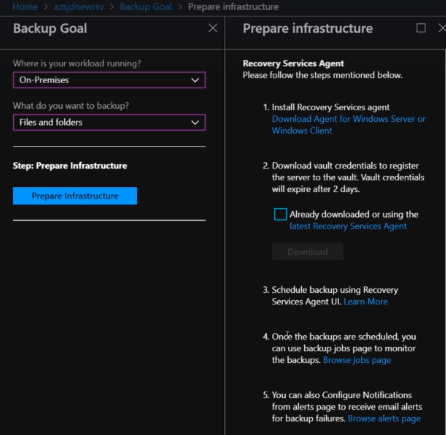 Home > azsjdnewrsv > Backup Goal > Prepare infrastructure
Backup Goal
Where is your workload running?
On-Premises
What do you want to backup?
Files and folders
Step: Prepare Infrastructure
Prepare Infrastructure
Prepare infrastructure
Recovery Services Agent
Please follow the steps mentioned below.
1. Install Recovery Services agent
Download Agent for Windows Server or
Windows Client
2. Download vault credentials to register
the server to the vault. Vault credentials
will expire after 2 days.
Already downloaded or using the
latest Recovery Services Agent
Download
3. Schedule backup using Recovery
Services Agent UI. Learn More
4. Once the backups are scheduled, you
can use backup jobs page to monitor
the backups. Browse jobs page
5. You can also Configure Notifications
from alerts page to receive email alerts
for backup failures. Browse alerts page